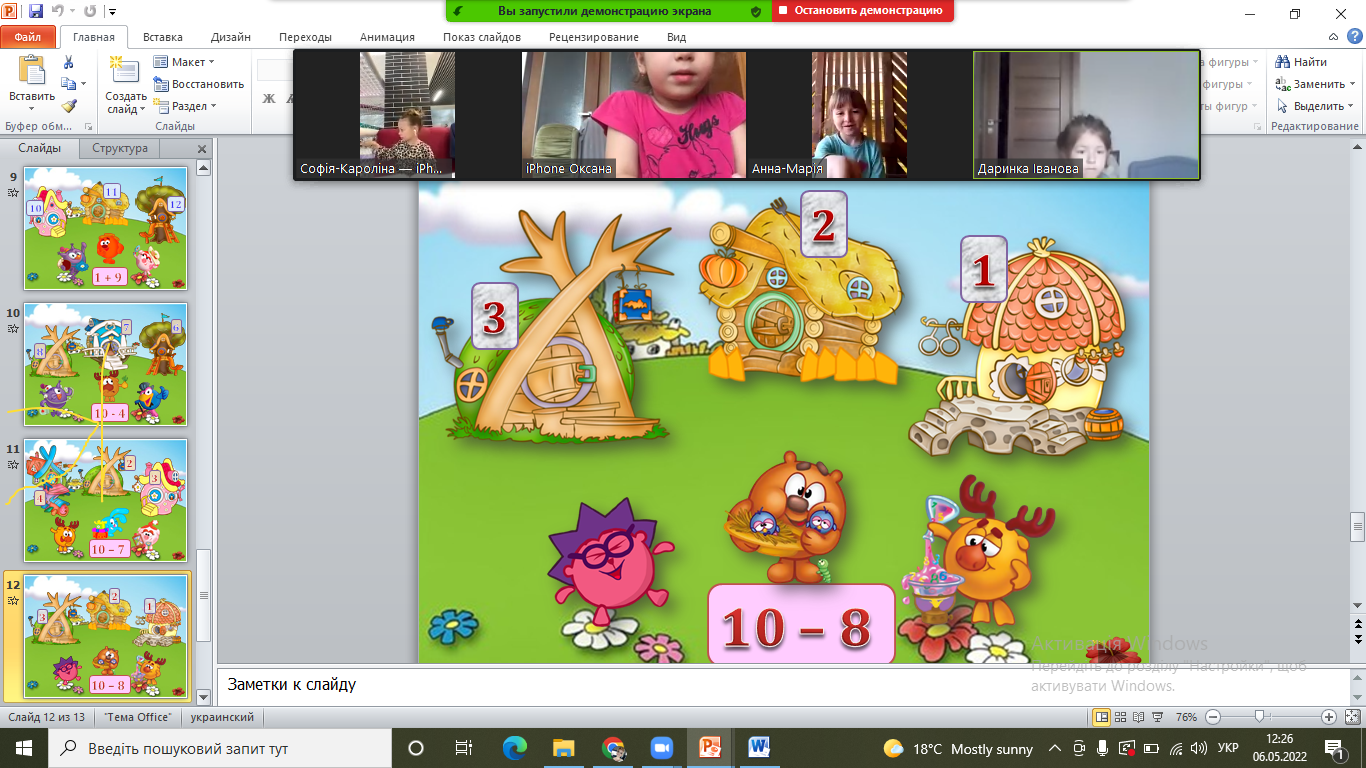 Вы запустили демонстрацию экрана
Остановить демонстрацию
Файл
Главная
Вставка
Дизайн
Переходы
Анимация
Показ слайдов
Рецензирование
Вид
Вставить
Буфер обм...
Создать
слайд
Макет
Восстановить
Раздел
Слайды
Ж
Софія-Кароліна — iPh...
iPhone Оксана
Анна-Марія
Даринка Іванова
Найти
Заменить
Выделить
Редактирование
Слайды
Структура
9
10
11
12
1 + 9
10
8
7
6
10 - 4
11
2
3
4
10 – 7
12
3
2
1
10 – 8
3
2
1
10 – 8
Hugs
Активація Windows
Перейдіть до розділу "Настройки", щоб
активувати Windows.
Заметки к слайду
Слайд 12 из 13
"Тема Office"
украинский
76%
Введіть пошуковий запит тут
18°C Mostly sunny
УКР
12:26
06.05.2022
1